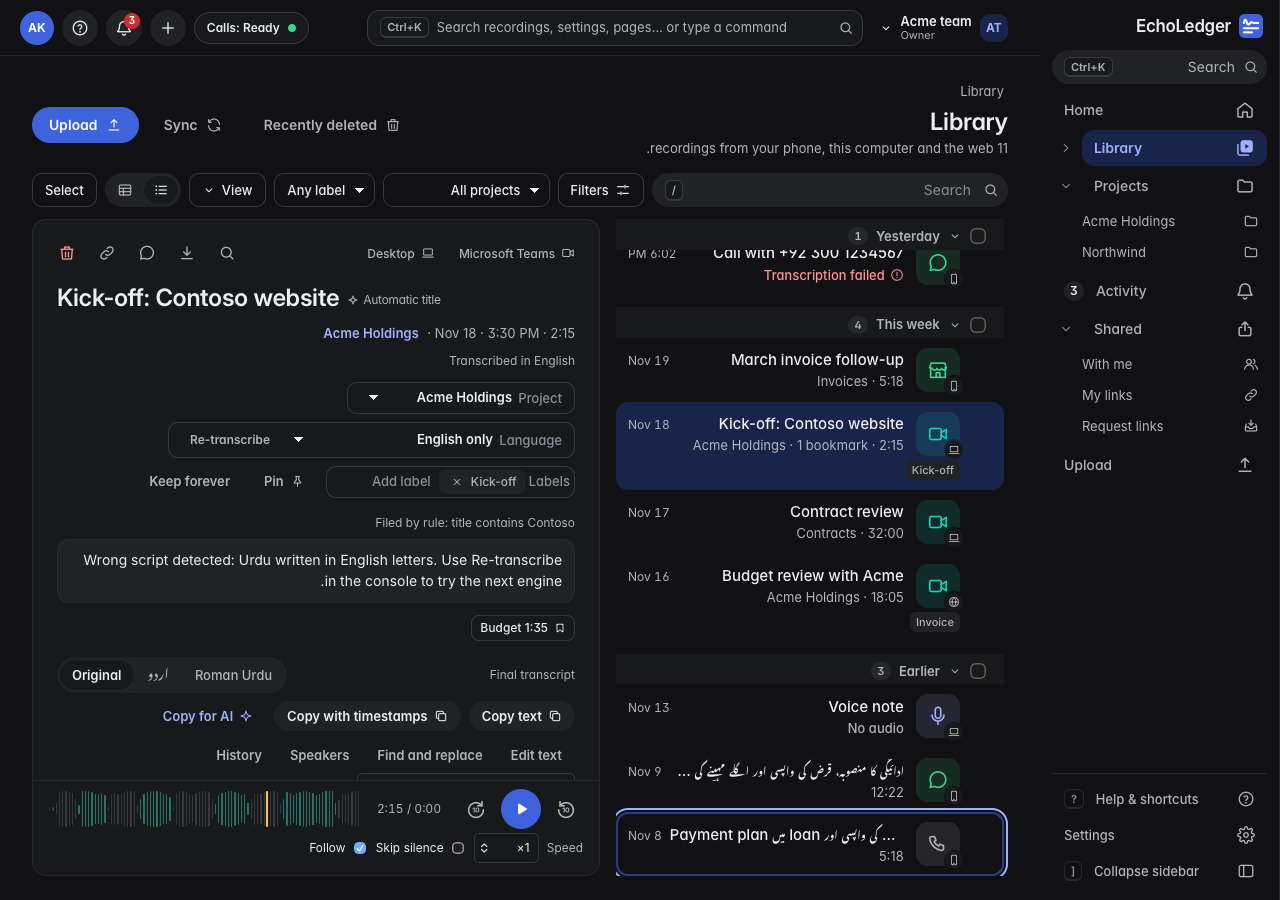 EchoLedger
Search Ctrl+K
Home
Library
Projects
Acme Holdings
Northwind
Activity 3
Shared
With me
My links
Request links
Upload
Help & shortcuts ?
Settings
Collapse sidebar ]
AT Acme team
Owner
Search recordings, settings, pages... or type a command Ctrl+K
Calls: Ready
3
AK
Library
Library
.recordings from your phone, this computer and the web 11
Recently deleted
Sync
Upload
Search /
Filters
All projects
Any label
View
Select
Yesterday 1
Call with +92 300 1234567
PM 6:02
Transcription failed
This week 4
March invoice follow-up
Nov 19
Invoices · 5:18
Kick-off: Contoso website
Nov 18
Acme Holdings · 1 bookmark · 2:15
Kick-off
Contract review
Nov 17
Contracts · 32:00
Budget review with Acme
Nov 16
Acme Holdings · 18:05
Invoice
Earlier 3
Voice note
Nov 13
No audio
ادائیگی کا منصوبہ، قرض کی واپسی اور اگلے مہینے کی ...
Nov 9
12:22
Payment plan میں loan کی واپسی اور ...
Nov 8
5:18
Microsoft Teams
Desktop
Kick-off: Contoso website
Automatic title
Acme Holdings · Nov 18 · 3:30 PM · 2:15
Transcribed in English
Project Acme Holdings
Language English only
Re-transcribe
Labels Kick-off × Add label
Pin
Keep forever
Filed by rule: title contains Contoso
Wrong script detected: Urdu written in English letters. Use Re-transcribe
.in the console to try the next engine
Budget 1:35
Final transcript
Original اردو Roman Urdu
Copy text
Copy with timestamps
Copy for AI
Edit text
Find and replace
Speakers
History
10
10
2:15 / 0:00
Speed ×1
Skip silence
Follow